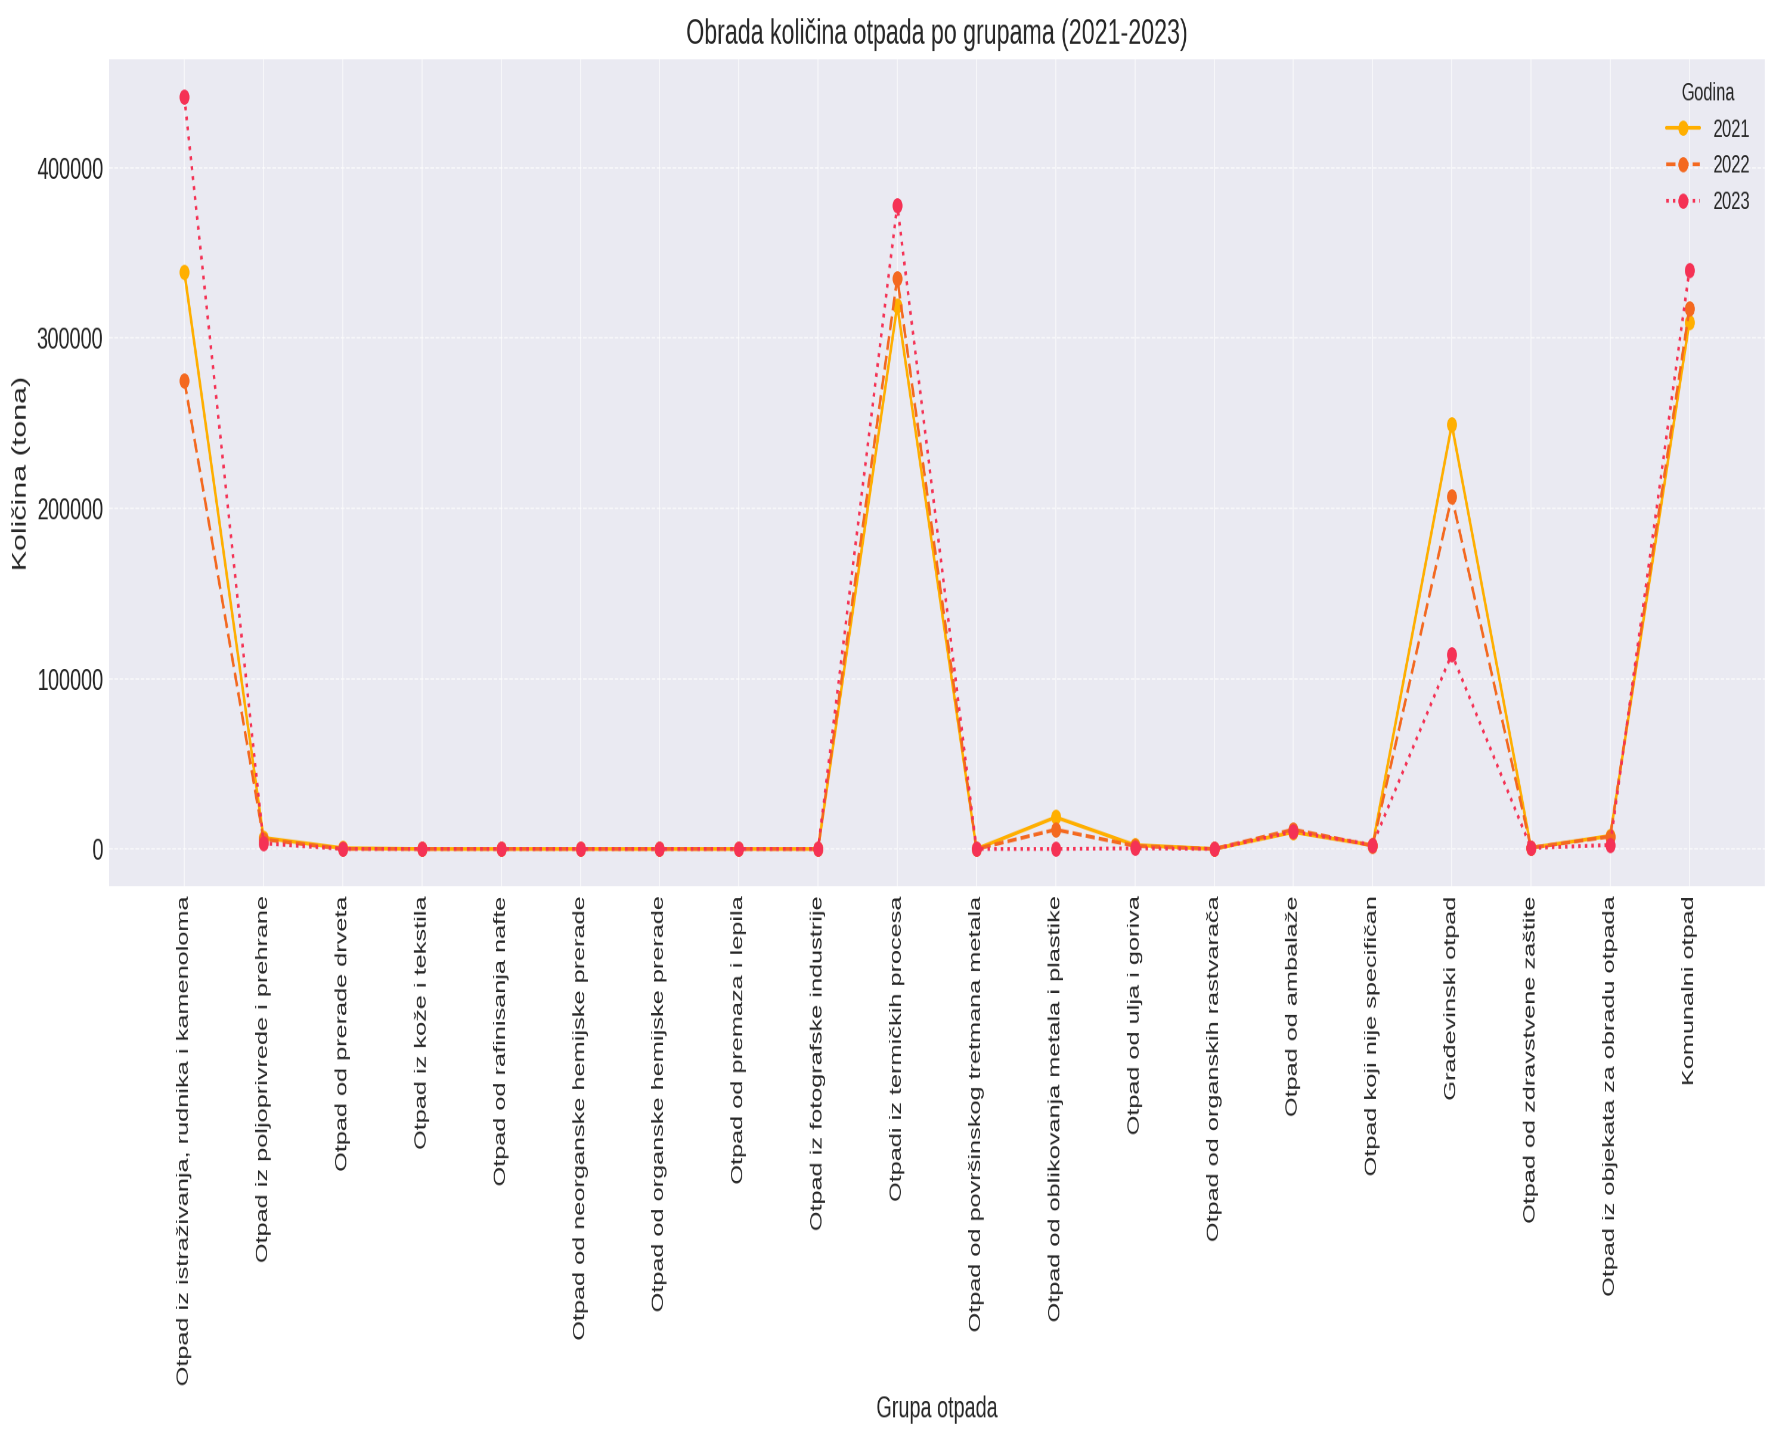 Obrada količina otpada po grupama (2021-2023)
Godina
2021
2022
2023
Količina (tona)
400000
300000
200000
100000
0
Otpad iz istraživanja, rudnika i kamenoloma
Otpad iz poljoprivrede i prehrane
Otpad od prerade drveta
Otpad iz kože i tekstila
Otpad od rafinisanja nafte
Otpad od neorganske hemijske prerade
Otpad od organske hemijske prerade
Otpad od premaza i lepila
Otpad iz fotografske industrije
Otpadi iz termičkih procesa
Otpad od površinskog tretmana metala
Otpad od oblikovanja metala i plastike
Otpad od ulja i goriva
Otpad od organskih rastvarača
Otpad od ambalaže
Otpad koji nije specifičan
Građevinski otpad
Otpad od zdravstvene zaštite
Otpad iz objekata za obradu otpada
Komunalni otpad
Grupa otpada